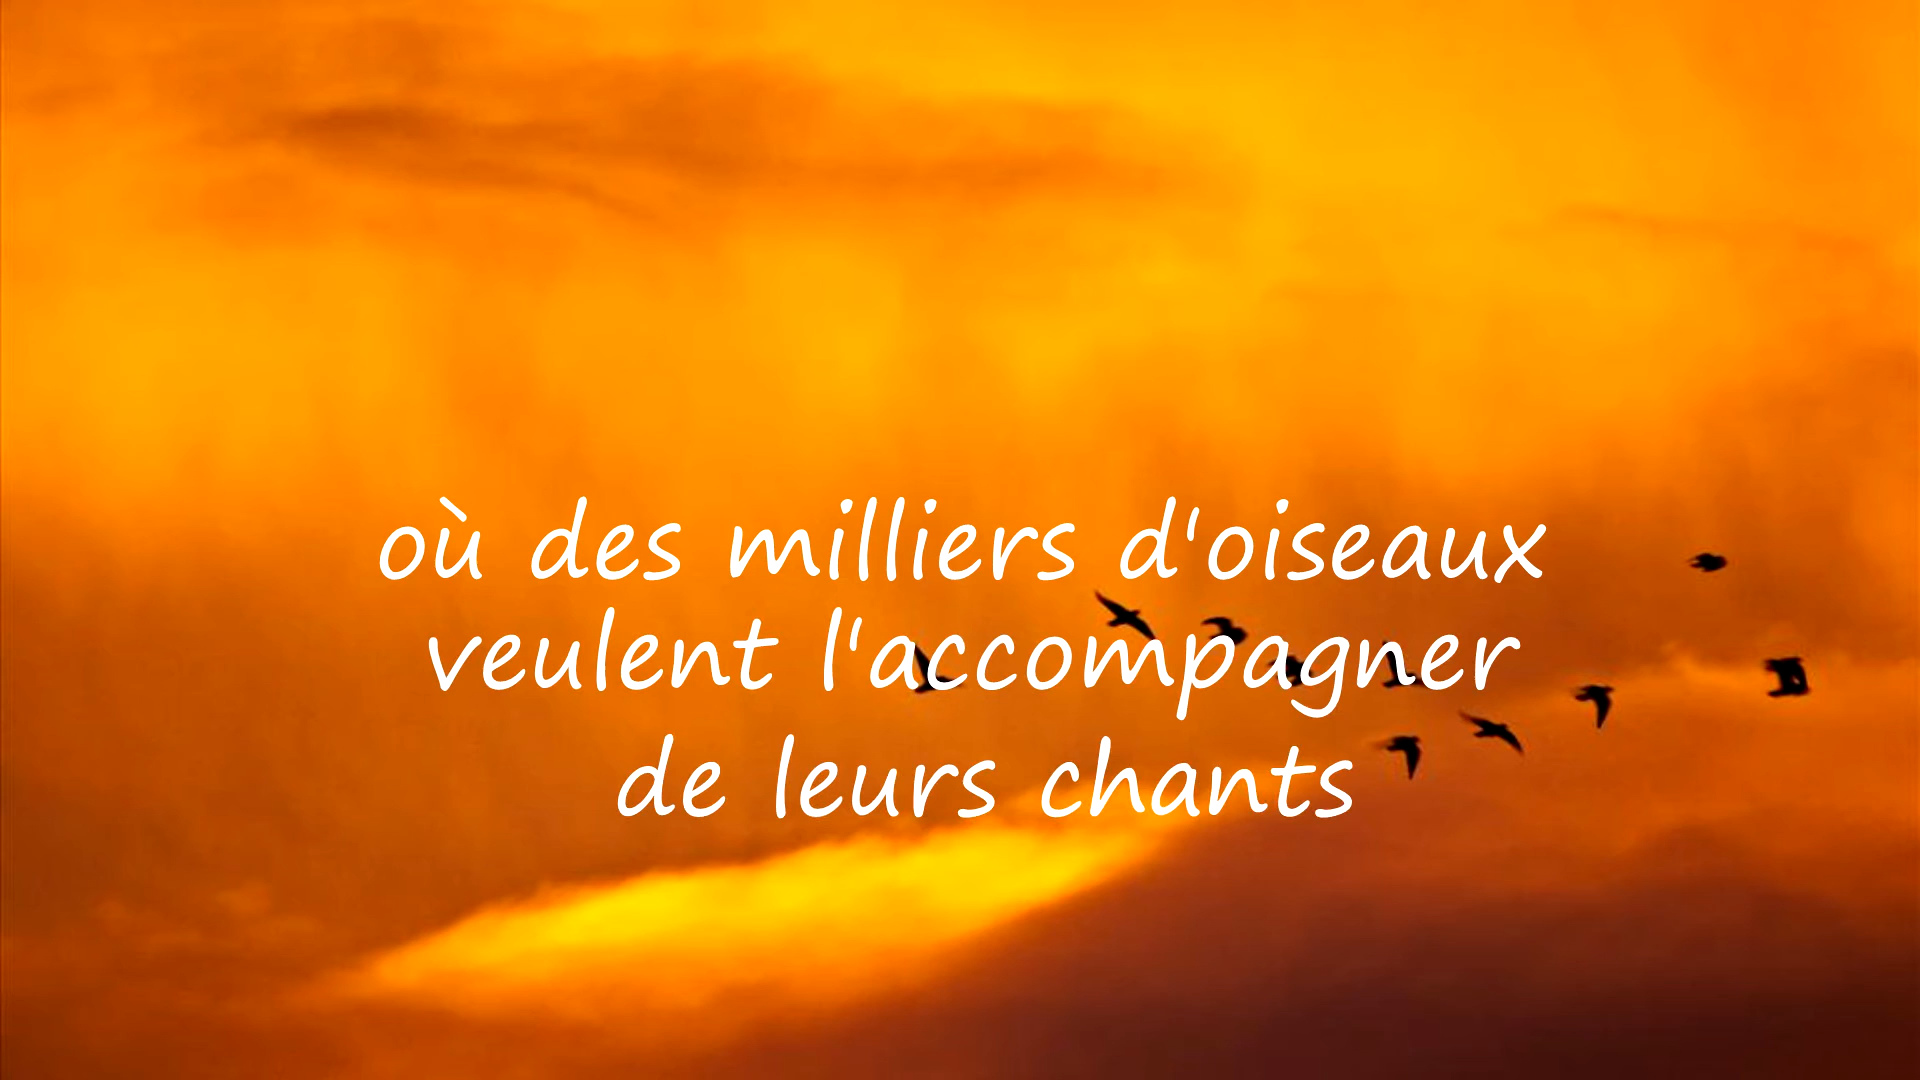 où des milliers d'oiseaux
veulent l'accompagner
de leurs chants